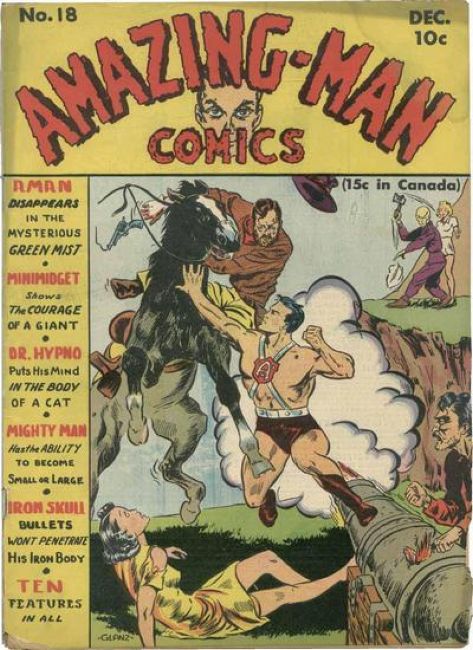 No. 18
DEC.
10c
AMAZING-MAN
COMICS
(15c in Canada)
AMAN
DISAPPEARS
IN THE
MYSTERIOUS
GREEN MIST
MINIMIDGET
Shows
The COURAGE
OF A GIANT
DR. HYPNO
Puts His Mind
IN THE BODY
OF A CAT
MIGHTY MAN
Has the ABILITY
TO BECOME
SMALL OR LARGE
IRON SKULL
BULLETS
WON'T PENETRATE
HIS IRON BODY
TEN
FEATURES
IN ALL
A
-GLANZ-